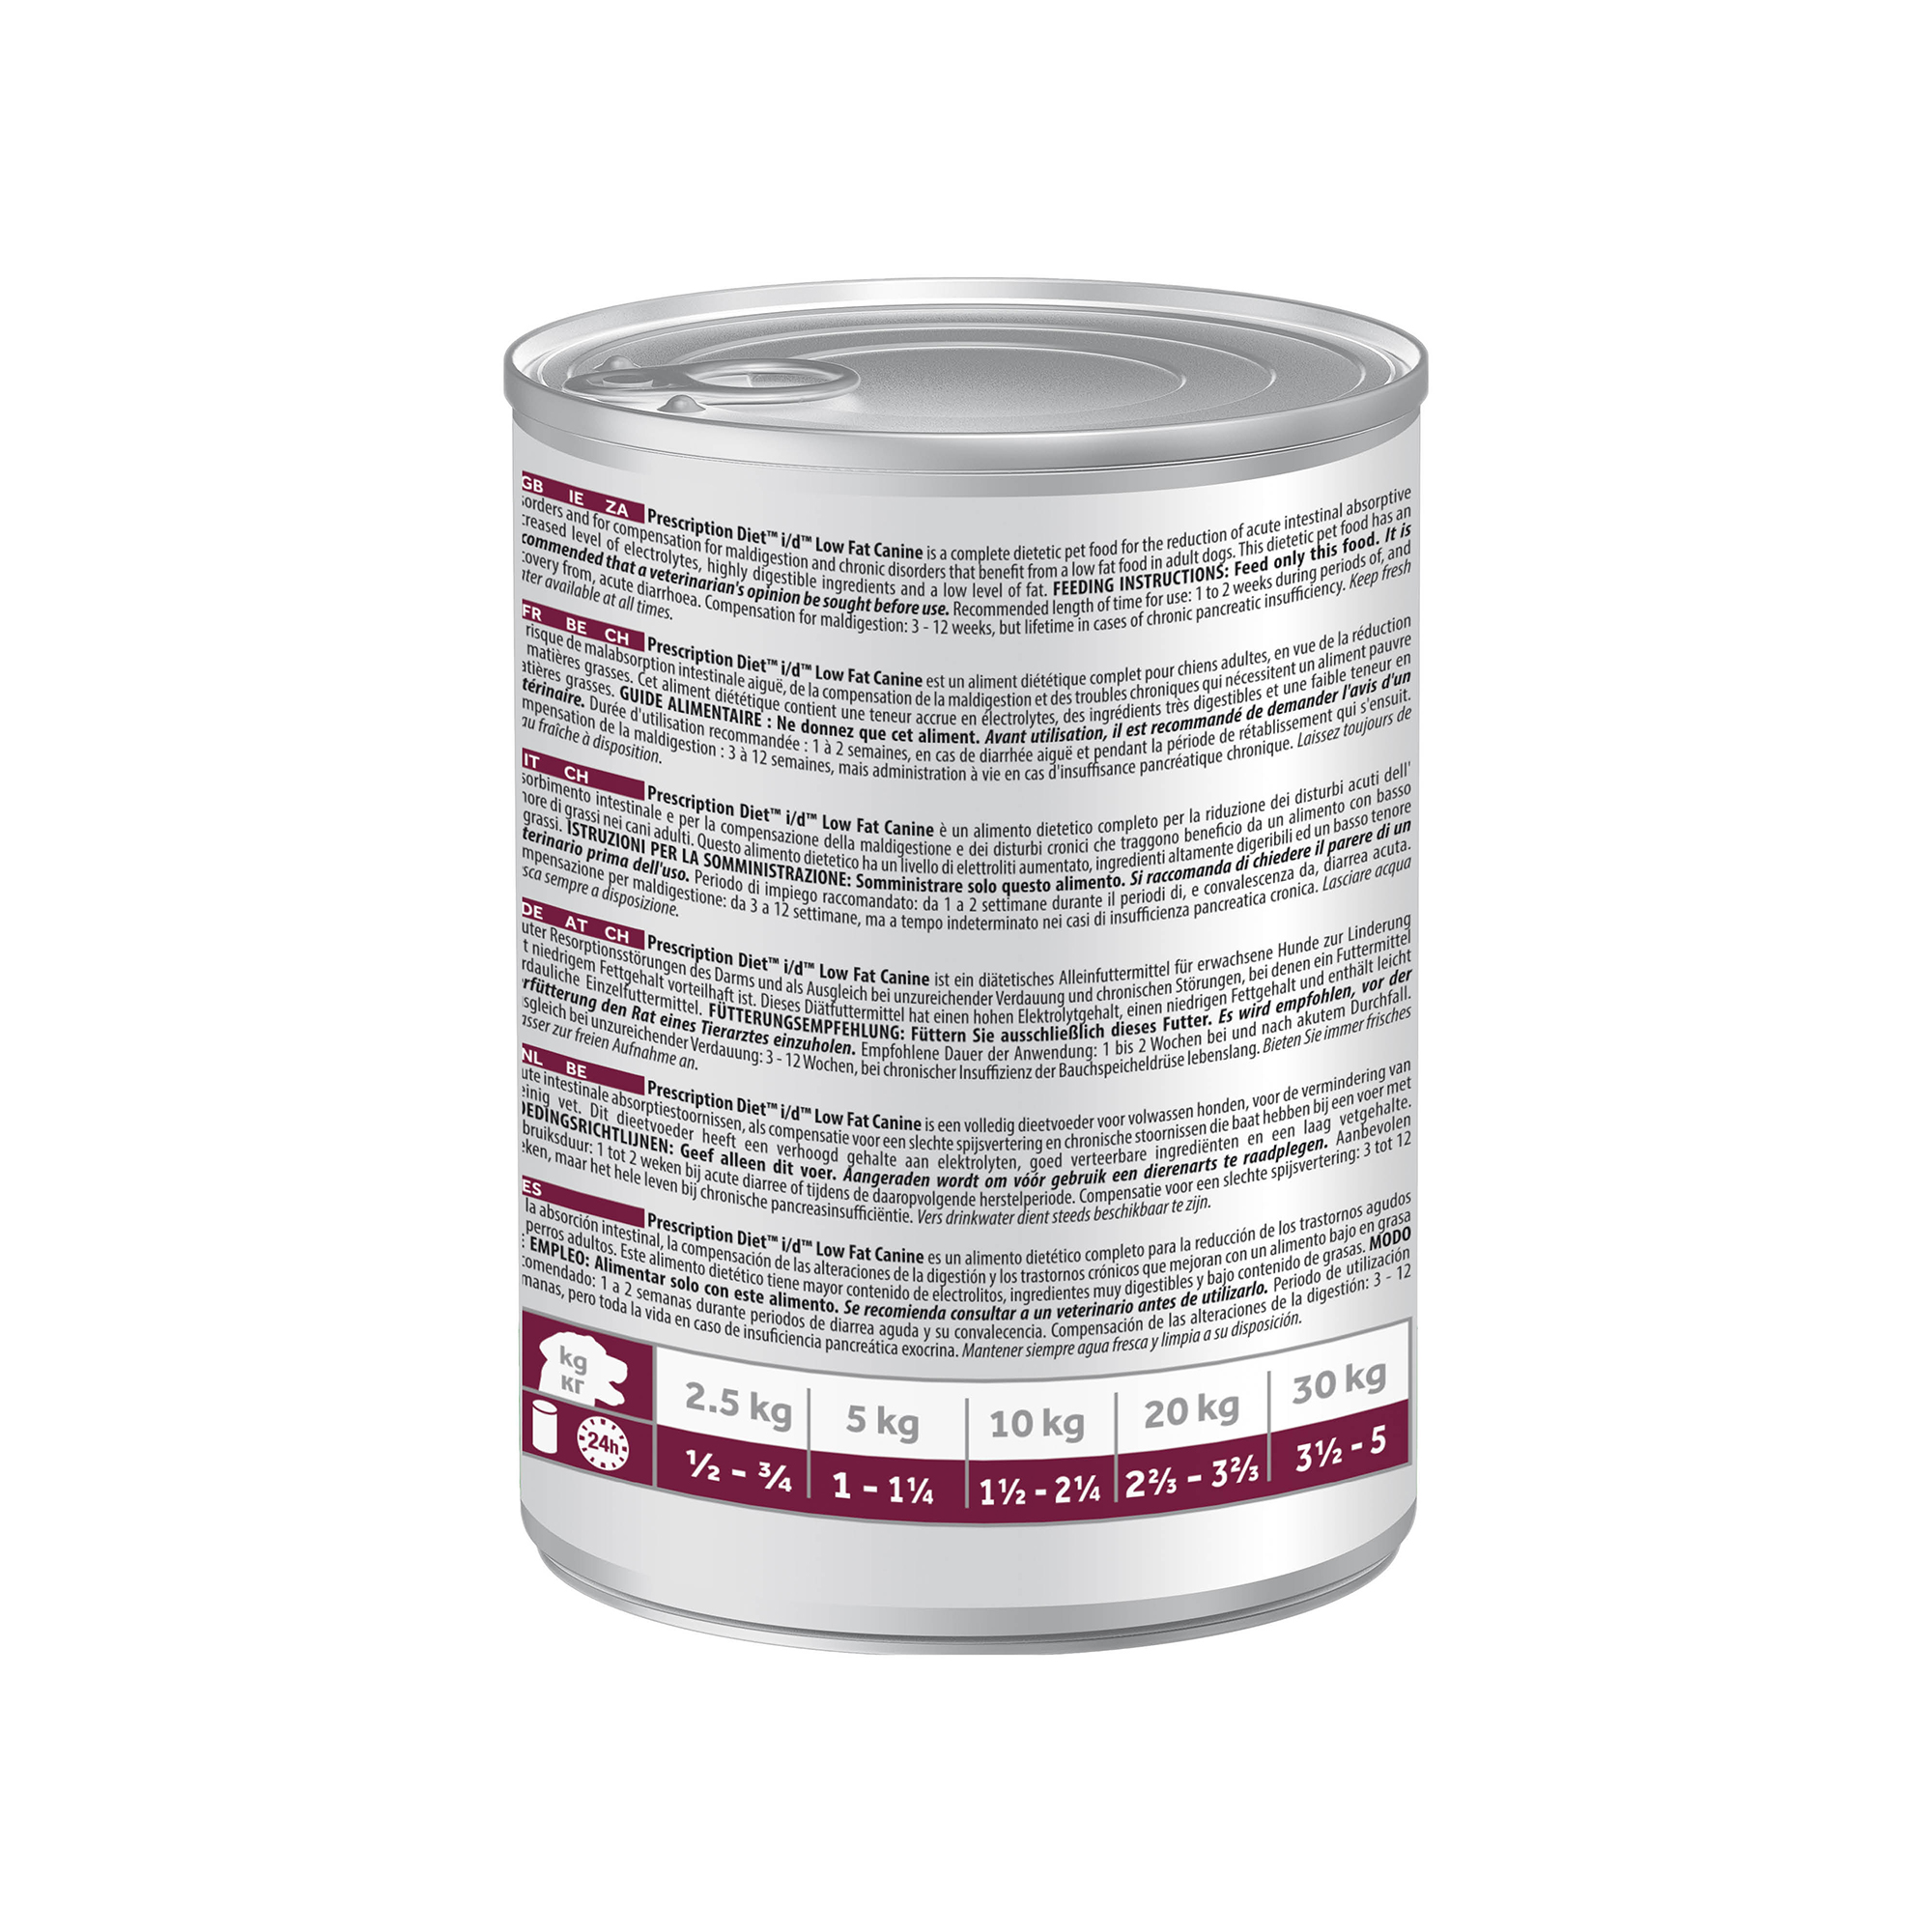 GB IE ZA Prescription Diet™ i/d™ Low Fat Canine is a complete dietetic pet food for the reduction of acute intestinal absorptive
and for compensation for maldigestion and chronic disorders that benefit from a low fat food in adult dogs. This dietetic pet food has an
level of electrolytes, highly digestible ingredients and a low level of fat. FEEDING INSTRUCTIONS: Feed only this food. It is
that a veterinarian's opinion be sought before use. Recommended length of time for use: 1 to 2 weeks during periods of, and
from, acute diarrhoea. Compensation for maldigestion: 3 - 12 weeks, but lifetime in cases of chronic pancreatic insufficiency. Keep fresh
available at all times.
FR BE CH Prescription Diet™ i/d™ Low Fat Canine est un aliment diététique complet pour chiens adultes, en vue de la réduction
risque de malabsorption intestinale aiguë, de la compensation de la maldigestion et des troubles chroniques qui nécessitent un aliment pauvre
matières grasses. Cet aliment diététique contient une teneur accrue en électrolytes, des ingrédients très digestibles et une faible teneur en
grasses. GUIDE ALIMENTAIRE : Ne donnez que cet aliment. Avant utilisation, il est recommandé de demander l'avis d'un
Durée d'utilisation recommandée : 1 à 2 semaines, en cas de diarrhée aiguë et pendant la période de rétablissement qui s'ensuit.
de la maldigestion : 3 à 12 semaines, mais administration à vie en cas d'insuffisance pancréatique chronique. Laissez toujours de
fraîche à disposition.
IT CH Prescription Diet™ i/d™ Low Fat Canine è un alimento dietetico completo per la riduzione dei disturbi acuti dell'
intestinale e per la compensazione della maldigestione e dei disturbi cronici che traggono beneficio da un alimento con basso
di grassi nei cani adulti. Questo alimento dietetico ha un livello di elettroliti aumentato, ingredienti altamente digeribili ed un basso tenore
grassi. ISTRUZIONI PER LA SOMMINISTRAZIONE: Somministrare solo questo alimento. Si raccomanda di chiedere il parere di un
prima dell'uso. Periodo di impiego raccomandato: da 1 a 2 settimane durante il periodi di, e convalescenza da, diarrea acuta.
per maldigestione: da 3 a 12 settimane, ma a tempo indeterminato nei casi di insufficienza pancreatica cronica. Lasciare acqua
sempre a disposizione.
DE AT CH Prescription Diet™ i/d™ Low Fat Canine ist ein diätetisches Alleinfuttermittel für erwachsene Hunde zur Linderung
Resorptionsstörungen des Darms und als Ausgleich bei unzureichender Verdauung und chronischen Störungen, bei denen ein Futtermittel
niedrigem Fettgehalt vorteilhaft ist. Dieses Diätfuttermittel hat einen hohen Elektrolytgehalt, einen niedrigen Fettgehalt und enthält leicht
Einzelfuttermittel. FÜTTERUNGSEMPFEHLUNG: Füttern Sie ausschließlich dieses Futter. Es wird empfohlen, vor der
den Rat eines Tierarztes einzuholen. Empfohlene Dauer der Anwendung: 1 bis 2 Wochen bei und nach akutem Durchfall.
bei unzureichender Verdauung: 3 - 12 Wochen, bei chronischer Insuffizienz der Bauchspeicheldrüse lebenslang. Bieten Sie immer frisches
zur freien Aufnahme an.
NL BE Prescription Diet™ i/d™ Low Fat Canine is een volledig dieetvoeder voor volwassen honden, voor de vermindering van
intestinale absorptiestoornissen, als compensatie voor een slechte spijsvertering en chronische stoornissen die baat hebben bij een voer met
vet. Dit dieetvoeder heeft een verhoogd gehalte aan elektrolyten, goed verteerbare ingrediënten en een laag vetgehalte.
Geef alleen dit voer. Aangeraden wordt om vóór gebruik een dierenarts te raadplegen. Aanbevolen
1 tot 2 weken bij acute diarree of tijdens de daaropvolgende herstelperiode. Compensatie voor een slechte spijsvertering: 3 tot 12
maar het hele leven bij chronische pancreasinsufficiëntie. Vers drinkwater dient steeds beschikbaar te zijn.
ES Prescription Diet™ i/d™ Low Fat Canine es un alimento dietético completo para la reducción de los trastornos agudos
la absorción intestinal, la compensación de las alteraciones de la digestión y los trastornos crónicos que mejoran con un alimento bajo en grasa
perros adultos. Este alimento dietético tiene mayor contenido de electrolitos, ingredientes muy digestibles y bajo contenido de grasas. MODO
EMPLEO: Alimentar solo con este alimento. Se recomienda consultar a un veterinario antes de utilizarlo. Periodo de utilización
1 a 2 semanas durante periodos de diarrea aguda y su convalecencia. Compensación de las alteraciones de la digestión: 3 - 12
pero toda la vida en caso de insuficiencia pancreática exocrina. Mantener siempre agua fresca y limpia a su disposición.
kg
кг
2.5 kg 5 kg 10 kg 20 kg 30 kg
24h
½ - ¾ 1 - 1¼ 1½ - 2¼ 2⅔ - 3⅔ 3½ - 5